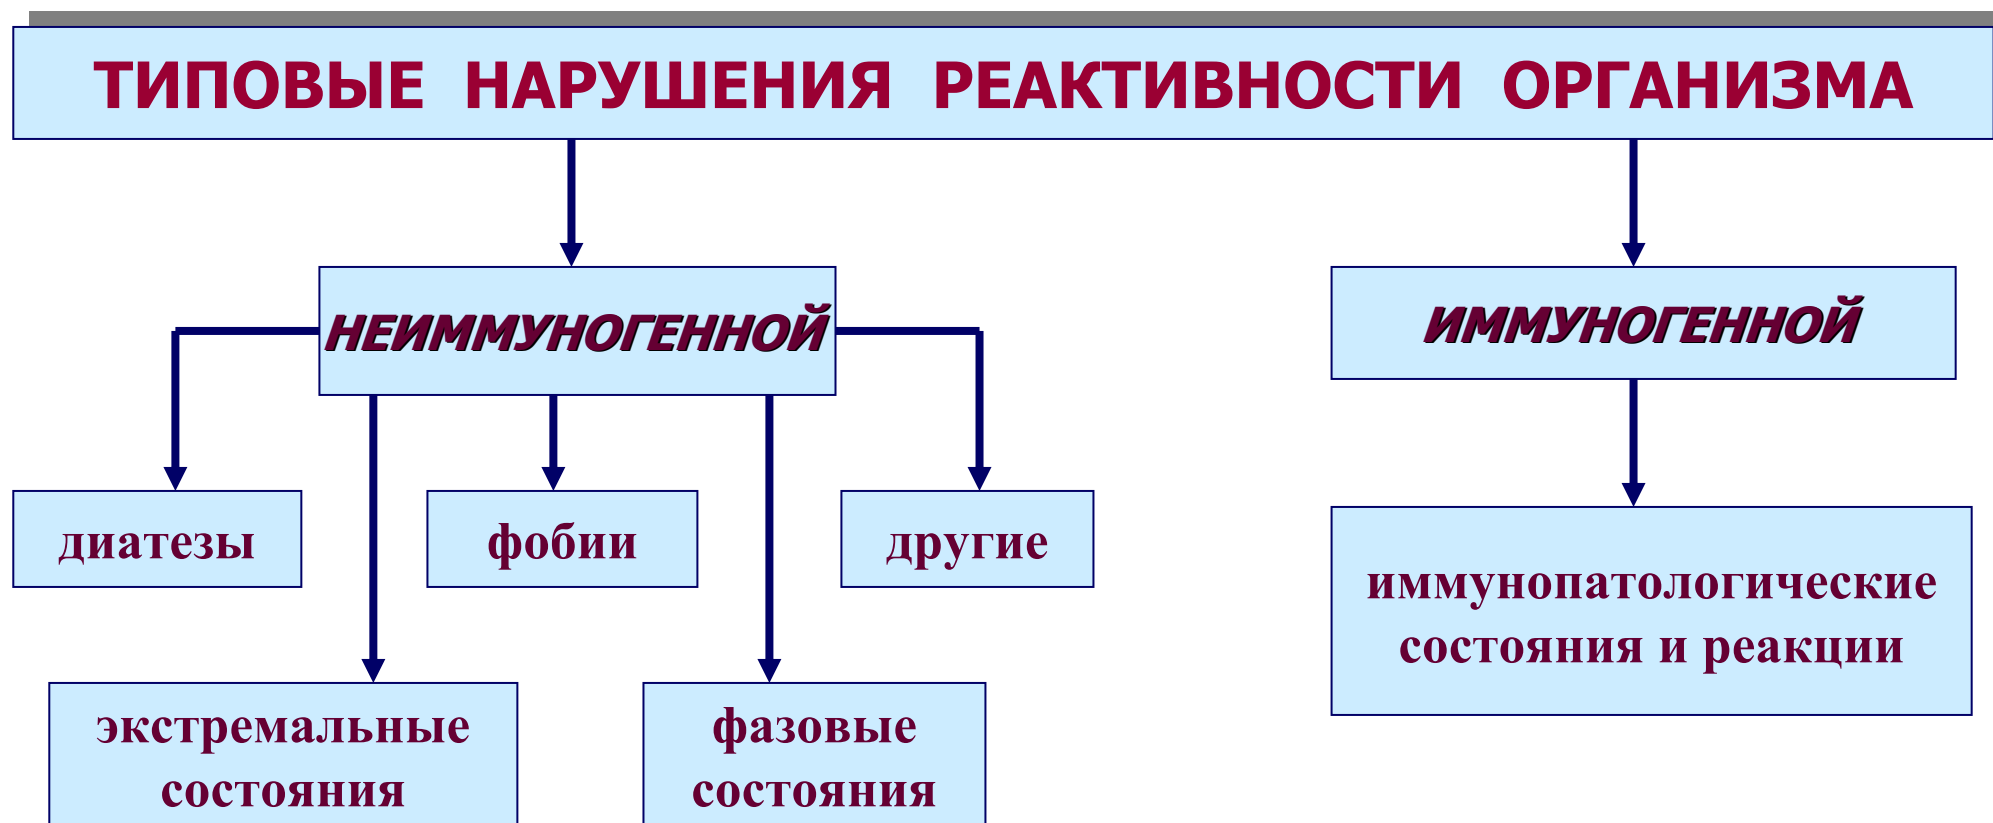 ТИПОВЫЕ НАРУШЕНИЯ РЕАКТИВНОСТИ ОРГАНИЗМА
НЕИММУНОГЕННОЙ
ИММУНОГЕННОЙ
диатезы
фобии
другие
иммунопатологические
состояния и реакции
экстремальные
состояния
фазовые
состояния